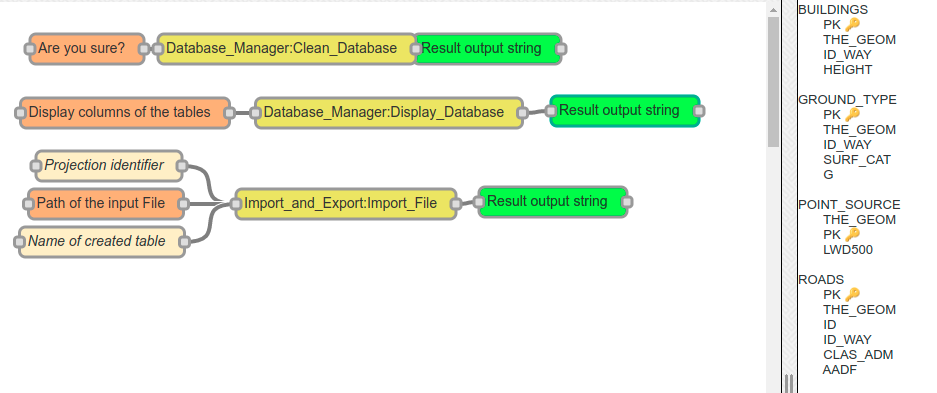 Are you sure?
Database_Manager:Clean_Database
Result output string
Display columns of the tables
Database_Manager:Display_Database
Result output string
Projection identifier
Path of the input File
Name of created table
Import_and_Export:Import_File
Result output string
BUILDINGS
PK 🔑
THE_GEOM
ID_WAY
HEIGHT
GROUND_TYPE
PK 🔑
THE_GEOM
ID_WAY
SURF_CAT
G
POINT_SOURCE
THE_GEOM
PK 🔑
LWD500
ROADS
PK 🔑
THE_GEOM
ID
ID_WAY
CLAS_ADM
AADF